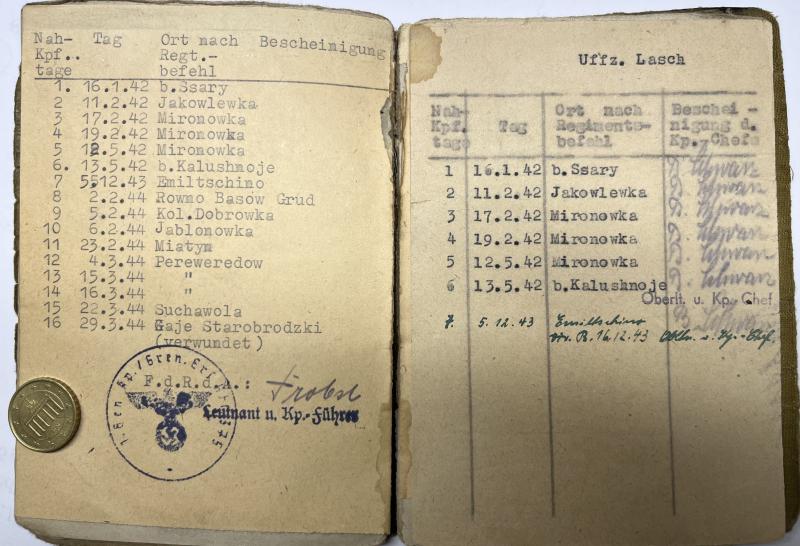 Nah- Tag Ort nach Bescheinigung
Kpf.. Regt.-
tage befehl
1. 16.1.42 b.Ssary
2 11.2.42 Jakowlewka
3 17.2.42 Mironowka
4 19.2.42 Mironowka
5 12.5.42 Mironowka
6. 13.5.42 b.Kalushnoje
7 5.12.43 Emiltschino
8 2.2.44 Rowno Basow Grud
9 5.2.44 Kol.Dobrowka
10 6.2.44 Jablonowka
11 23.2.44 Miatyn
12 4.3.44 Pereweredow
13 15.3.44 "
14 16.3.44 "
15 22.3.44 Suchawola
16 29.3.44 Gaje Starobrodzki
(verwundet)
F.d.R.d.A.:
Leutnant u. Kp.-Führer
Uffz. Lasch
Nah- Tag Ort nach Beschei-
Kpf. Regiments- nigung d.
tage befehl Kp. Chefs
1 16.1.42 b.Ssary
2 11.2.42 Jakowlewka
3 17.2.42 Mironowka
4 19.2.42 Mironowka
5 12.5.42 Mironowka
6 13.5.42 b.Kalushnoje
Oberlt. u. Kp.-Chef
7. 5.12.43 Emiltschino
16.12.43